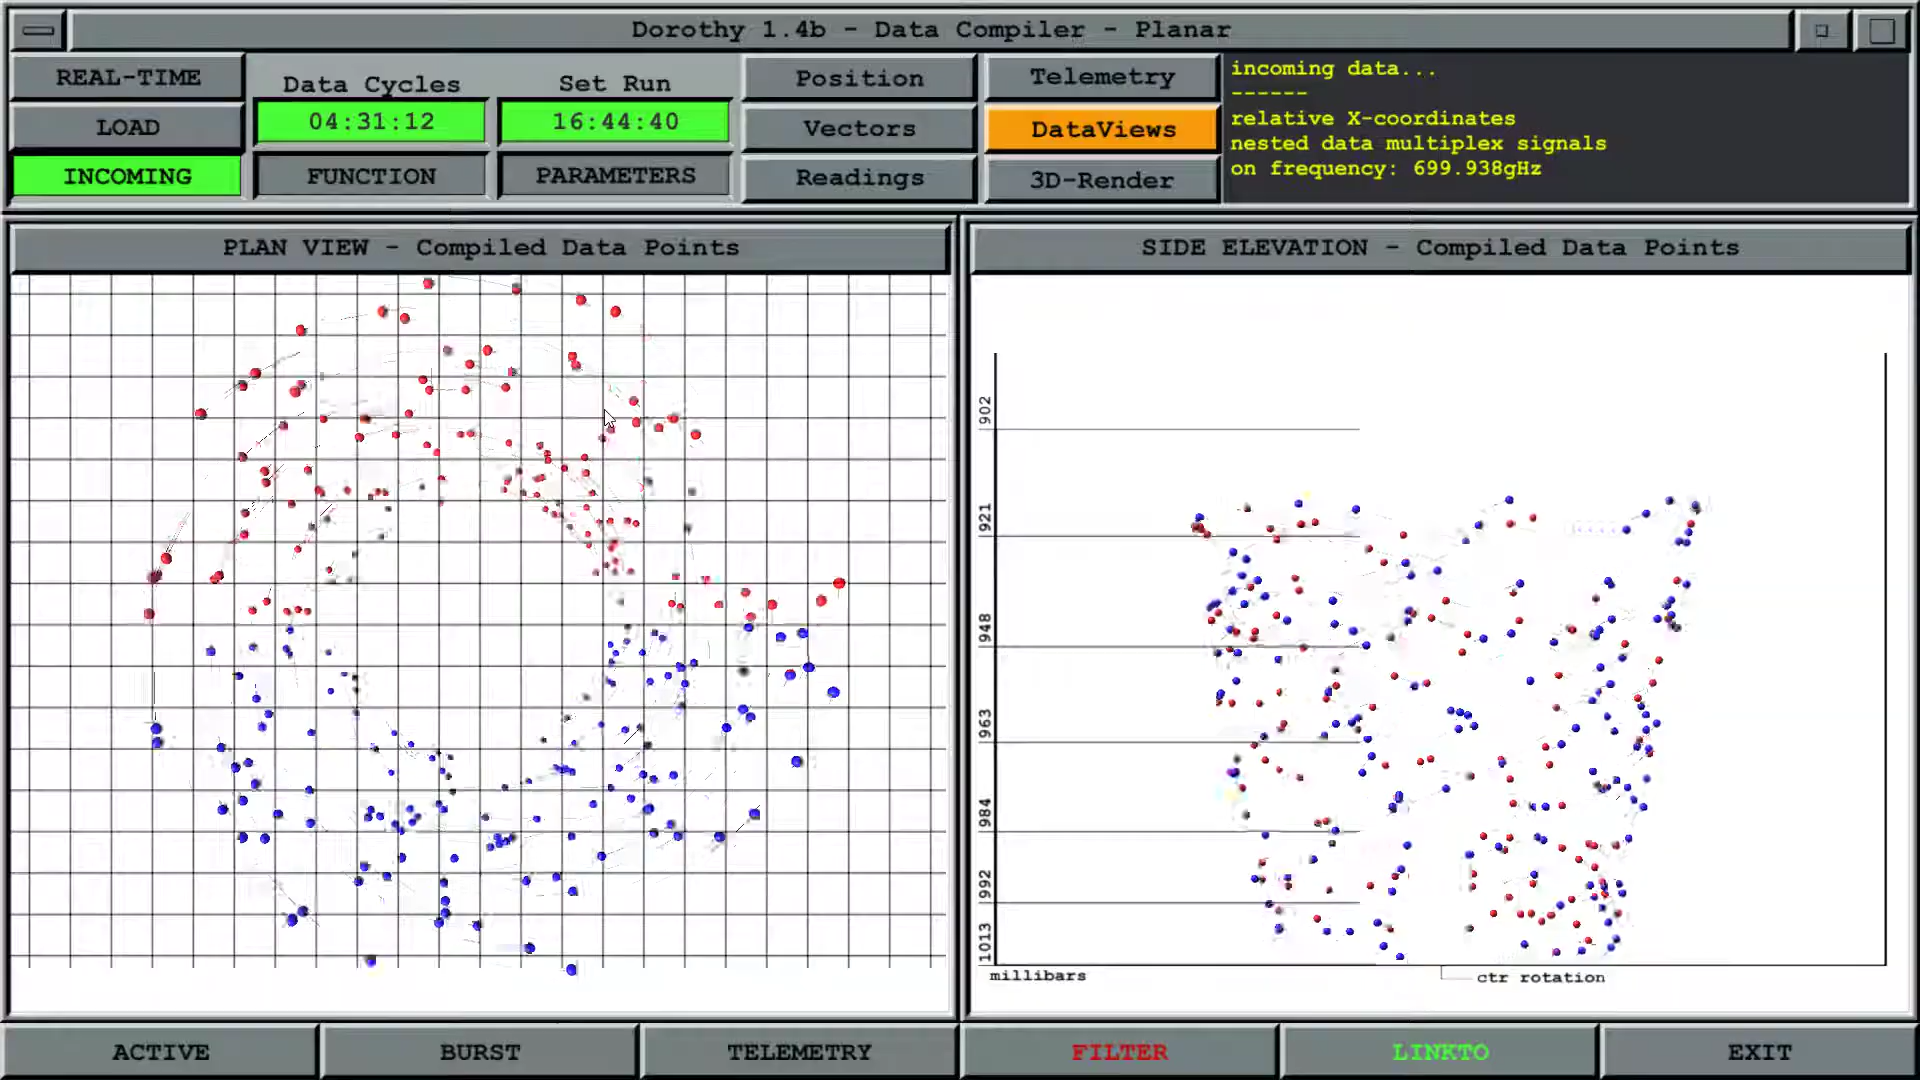 Dorothy 1.4b - Data Compiler - Planar
REAL-TIME
LOAD
INCOMING
Data Cycles
04:31:12
FUNCTION
Set Run
16:44:40
PARAMETERS
Position
Vectors
Readings
Telemetry
DataViews
3D-Render
incoming data...
------
relative X-coordinates
nested data multiplex signals
on frequency: 699.938gHz
PLAN VIEW - Compiled Data Points
SIDE ELEVATION - Compiled Data Points
902
921
948
963
984
992
1013
millibars
ctr rotation
ACTIVE
BURST
TELEMETRY
FILTER
LINKTO
EXIT